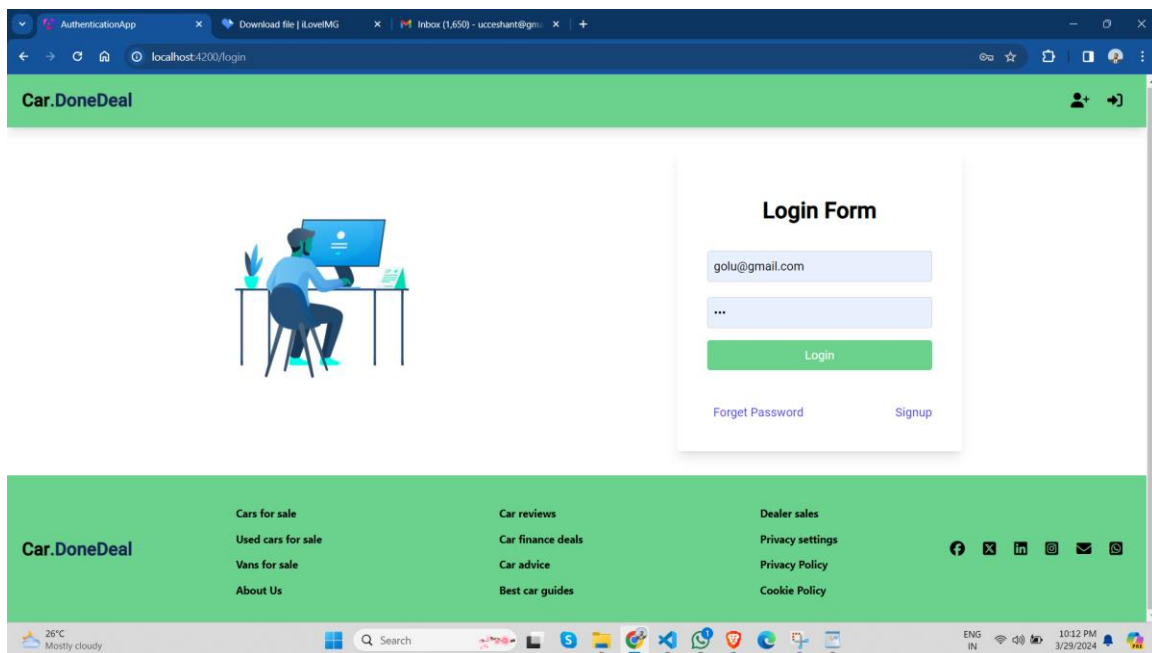 AuthenticationApp
Download file | iLoveIMG
Inbox (1,650) - ucceshant@gm
localhost:4200/login
Car.DoneDeal
Login Form
golu@gmail.com
•••
Login
Forget Password
Signup
Car.DoneDeal
Cars for sale
Used cars for sale
Vans for sale
About Us
Car reviews
Car finance deals
Car advice
Best car guides
Dealer sales
Privacy settings
Privacy Policy
Cookie Policy
26°C
Mostly cloudy
Search
ENG
IN
10:12 PM
3/29/2024